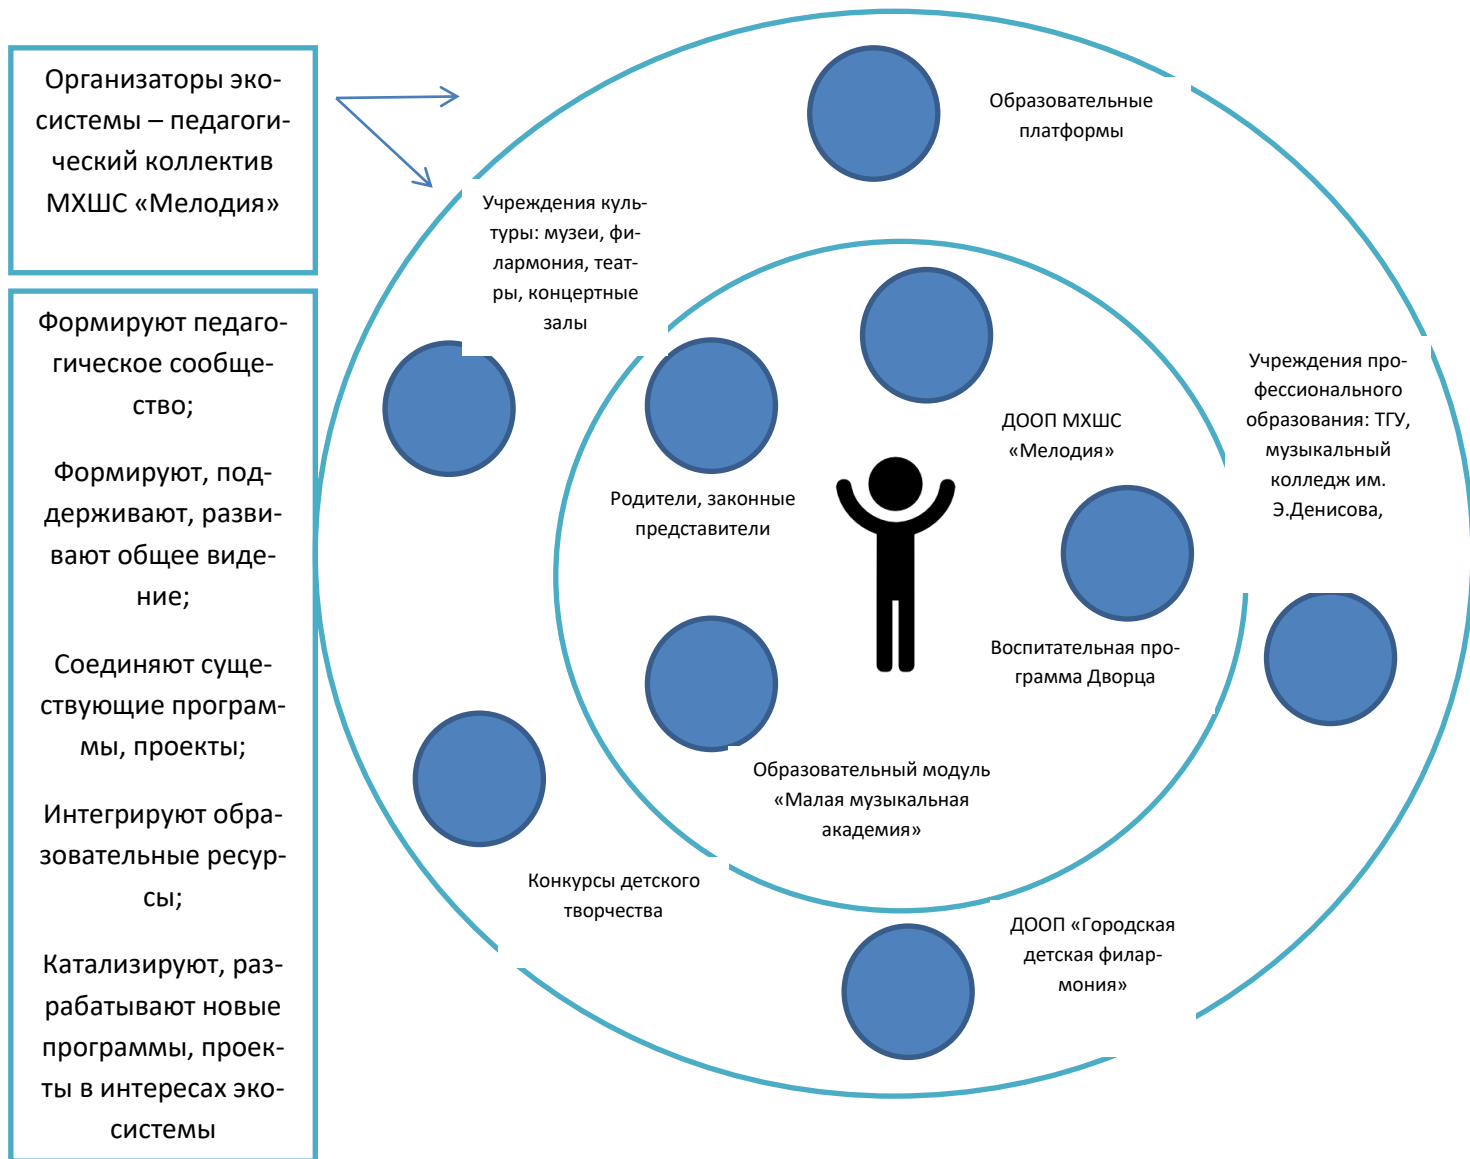 Организаторы эко-
системы – педагоги-
ческий коллектив
МХШС «Мелодия»
Формируют педаго-
гическое сообще-
ство;
Формируют, под-
держивают, разви-
вают общее виде-
ние;
Соединяют суще-
ствующие програм-
мы, проекты;
Интегрируют обра-
зовательные ресур-
сы;
Катализируют, раз-
рабатывают новые
программы, проек-
ты в интересах эко-
системы
Образовательные
платформы
Учреждения куль-
туры: музеи, фи-
лармония, теат-
ры, концертные
залы
Учреждения про-
фессионального
образования: ТГУ,
музыкальный
колледж им.
Э.Денисова,
ДООП МХШС
«Мелодия»
Родители, законные
представители
Воспитательная про-
грамма Дворца
Образовательный модуль
«Малая музыкальная
академия»
Конкурсы детского
творчества
ДООП «Городская
детская филар-
мония»